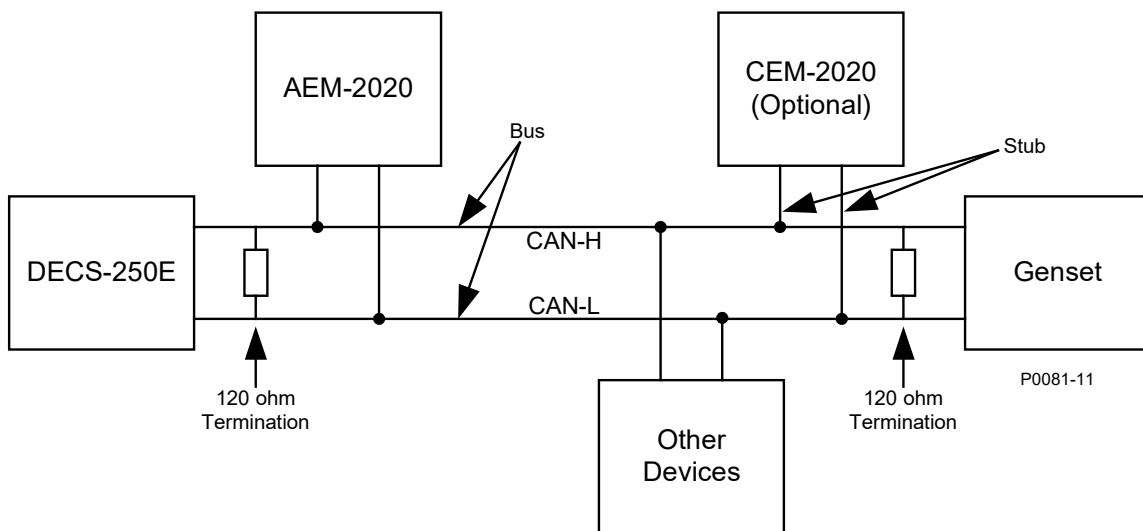 AEM-2020
CEM-2020
(Optional)
Bus
Stub
DECS-250E
CAN-H
Genset
CAN-L
P0081-11
120 ohm
Termination
120 ohm
Termination
Other
Devices